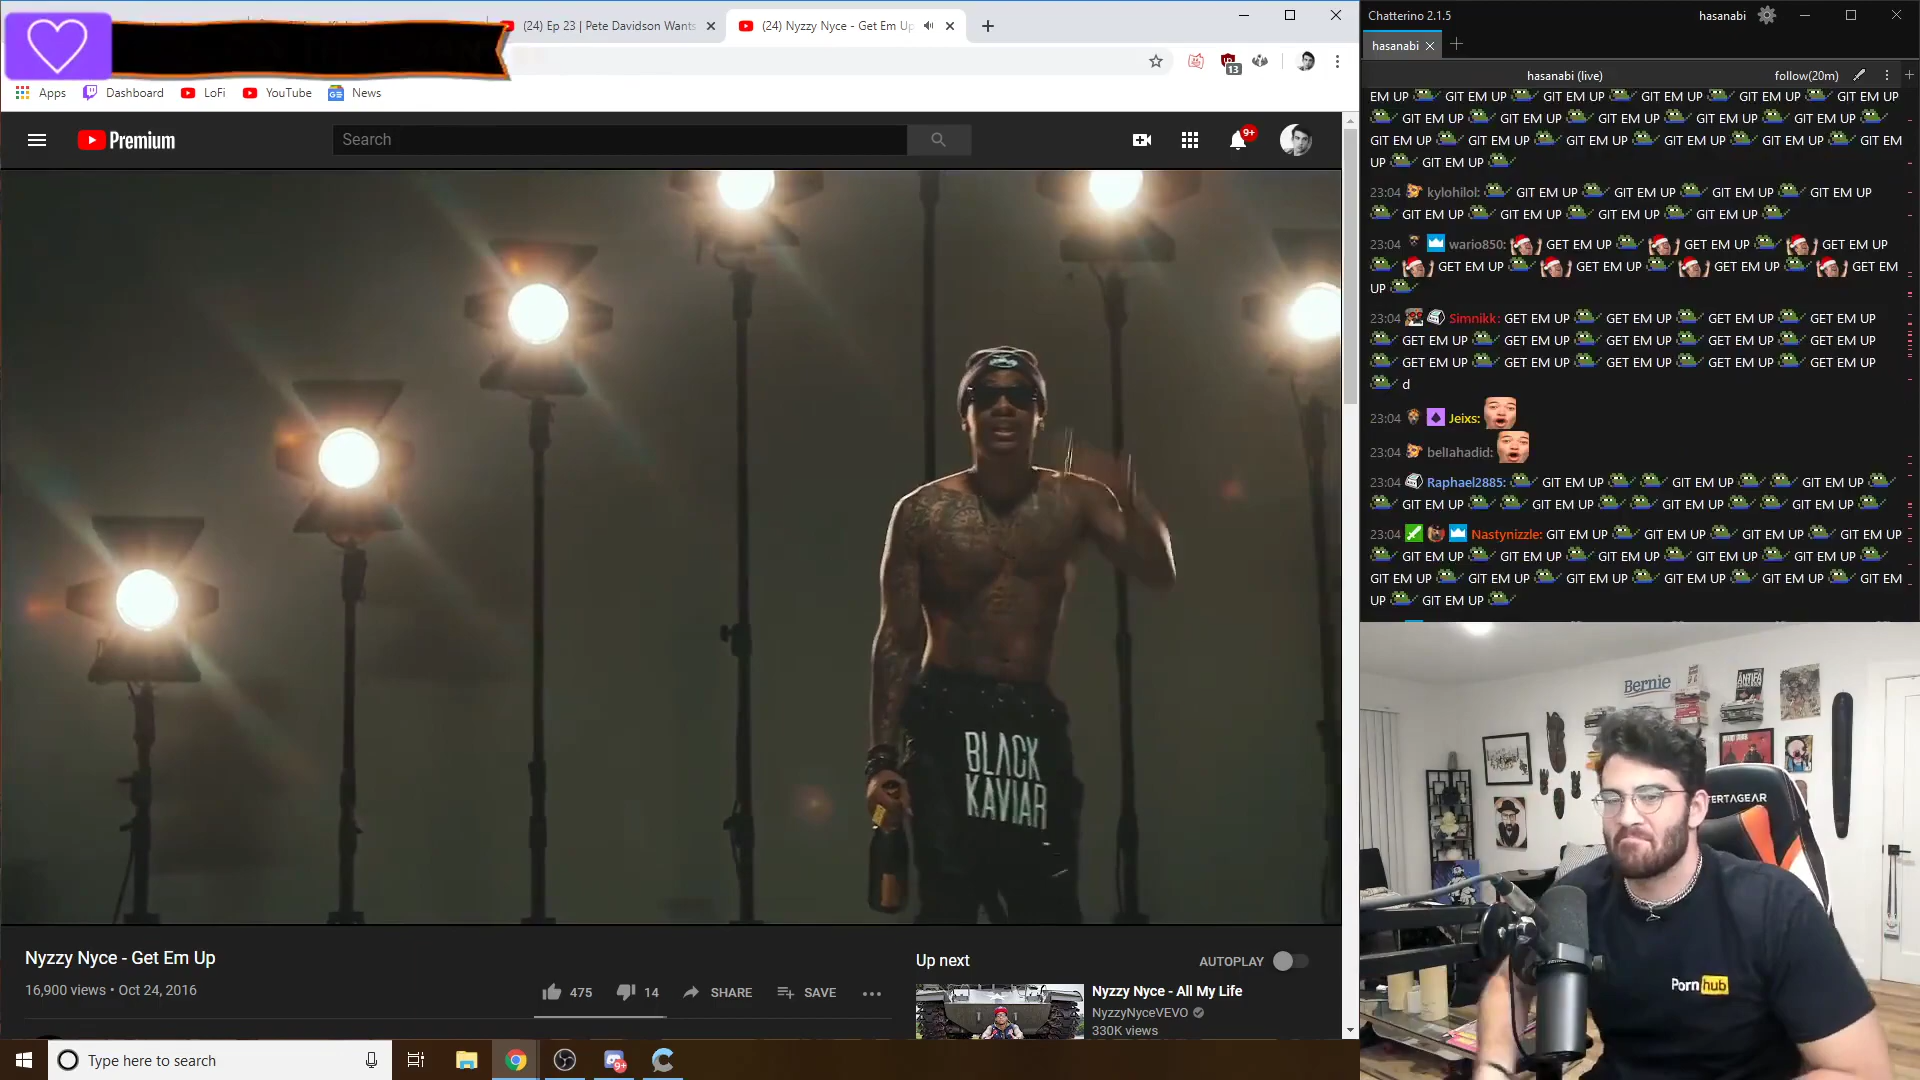 (24) Ep 23 | Pete Davidson Wants
(24) Nyzzy Nyce - Get Em Up
13
Apps
Dashboard
LoFi
YouTube
News
Premium
Search
9+
BLACK
KAVIAR
Nyzzy Nyce - Get Em Up
16,900 views • Oct 24, 2016
475
14
SHARE
SAVE
Up next
AUTOPLAY
Nyzzy Nyce - All My Life
NyzzyNyceVEVO
330K views
Type here to search
9+
Chatterino 2.1.5
hasanabi
hasanabi
hasanabi (live)
follow(20m)
EM UP GIT EM UP GIT EM UP GIT EM UP GIT EM UP GIT EM UP
GIT EM UP GIT EM UP GIT EM UP GIT EM UP GIT EM UP
GIT EM UP GIT EM UP GIT EM UP GIT EM UP GIT EM UP GIT EM
UP GIT EM UP
23:04 kylohilol: GIT EM UP GIT EM UP GIT EM UP GIT EM UP
GIT EM UP GIT EM UP GIT EM UP GIT EM UP
23:04 wario850: GET EM UP GET EM UP GET EM UP
GET EM UP GET EM UP GET EM UP GET EM
UP
23:04 Simnikk: GET EM UP GET EM UP GET EM UP GET EM UP
GET EM UP GET EM UP GET EM UP GET EM UP GET EM UP
GET EM UP GET EM UP GET EM UP GET EM UP GET EM UP
d
23:04 Jeixs:
23:04 bellahadid:
23:04 Raphael2885: GIT EM UP GIT EM UP GIT EM UP
GIT EM UP GIT EM UP GIT EM UP GIT EM UP
23:04 Nastynizzle: GIT EM UP GIT EM UP GIT EM UP GIT EM UP
GIT EM UP GIT EM UP GIT EM UP GIT EM UP GIT EM UP
GIT EM UP GIT EM UP GIT EM UP GIT EM UP GIT EM UP GIT EM
UP GIT EM UP
Bernie
ANTIFA
ERTAGEAR
Pornhub